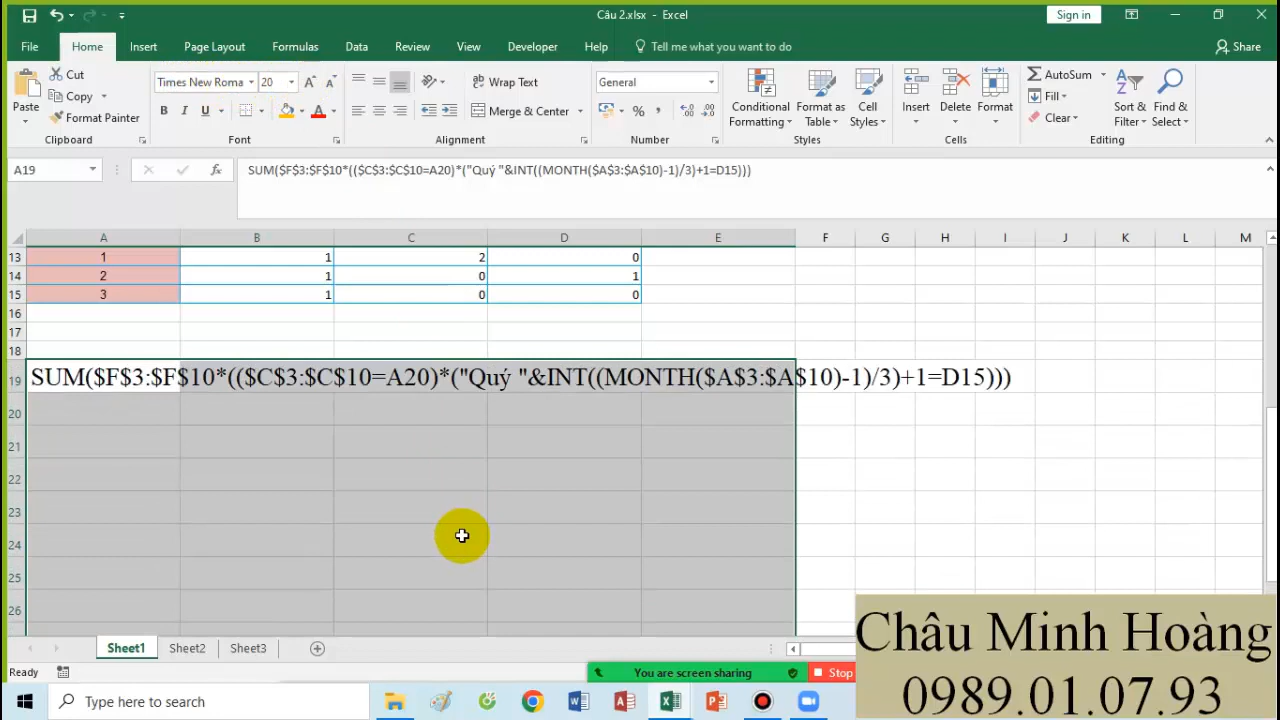 Câu 2.xlsx - Excel
Sign in
File Home Insert Page Layout Formulas Data Review View Developer Help Tell me what you want to do Share
Paste
Cut
Copy
Format Painter
Clipboard
Times New Roma 20
B I U
Font
Wrap Text
Merge & Center
Alignment
General
%
Number
Conditional Formatting
Format as Table
Cell Styles
Styles
Insert
Delete
Format
Cells
AutoSum
Fill
Clear
Sort & Filter
Find & Select
Editing
A19
fx
SUM($F$3:$F$10*(($C$3:$C$10=A20)*("Quý "&INT((MONTH($A$3:$A$10)-1)/3)+1=D15)))
A B C D E F G H I J K L M
13 1 1 2 0
14 2 1 0 1
15 3 1 0 0
16
17
18
19 SUM($F$3:$F$10*(($C$3:$C$10=A20)*("Quý "&INT((MONTH($A$3:$A$10)-1)/3)+1=D15)))
20
21
22
23
24
25
26
Sheet1 Sheet2 Sheet3
Ready
You are screen sharing
Stop
Type here to search
Châu Minh Hoàng
0989.01.07.93